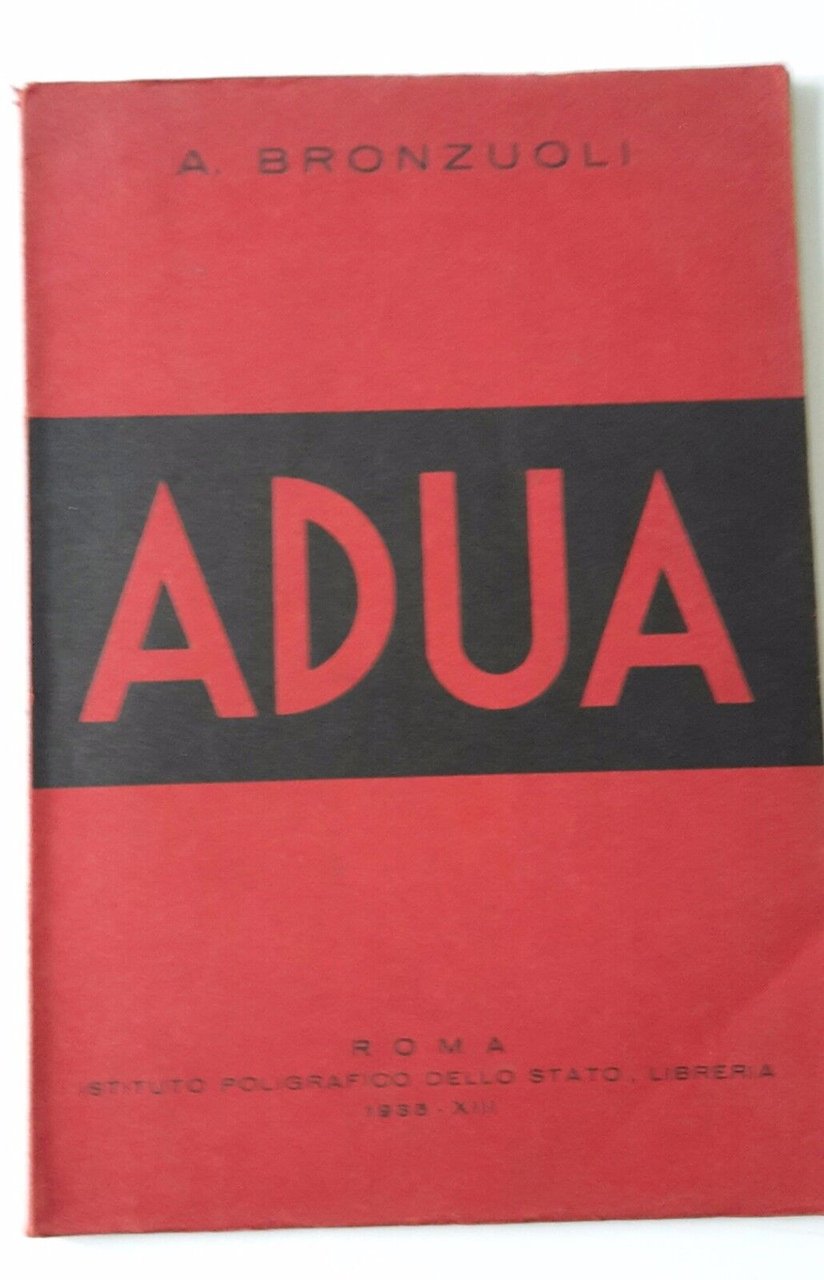 A. BRONZUOLI
ADUA
ROMA
ISTITUTO POLIGRAFICO DELLO STATO, LIBRERIA
1935 - XIII